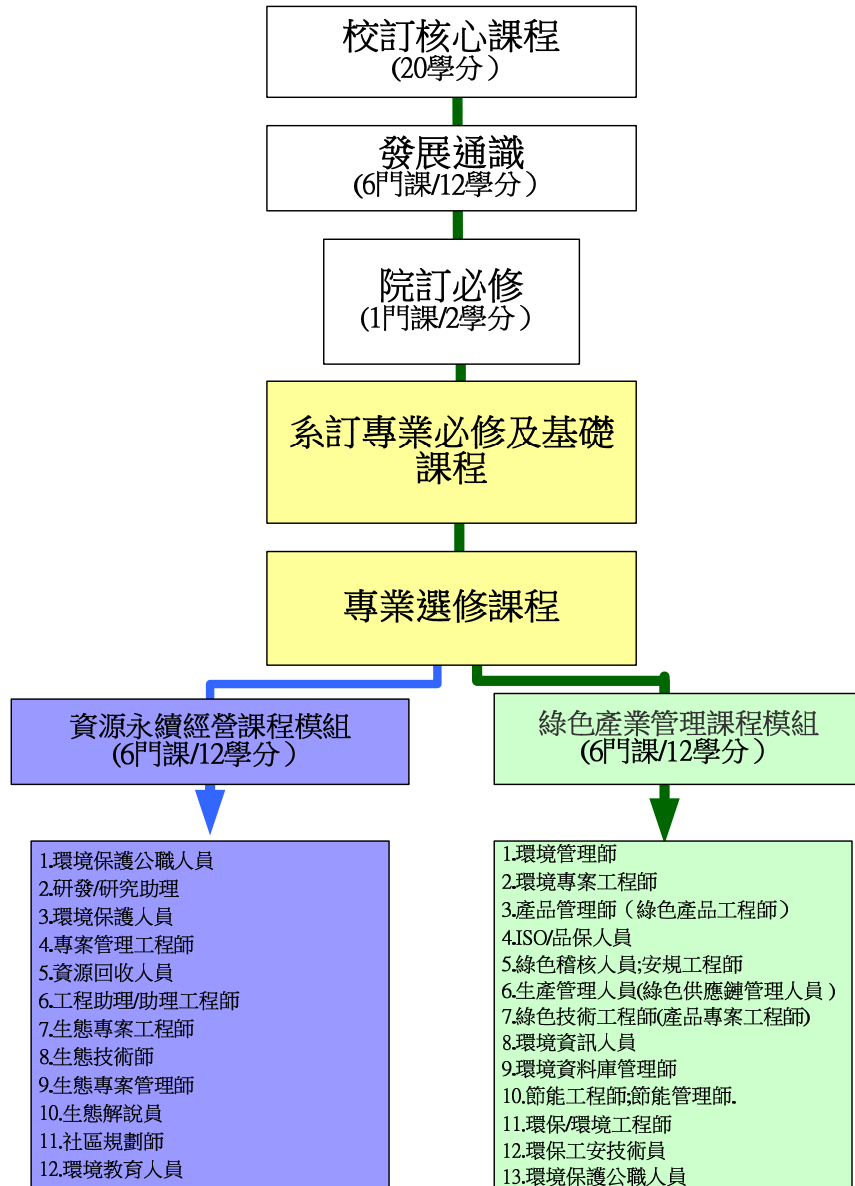 校訂核心課程
(20學分）
發展通識
(6門課/12學分）
院訂必修
(1門課/2學分）
系訂專業必修及基礎
課程
專業選修課程
資源永續經營課程模組
(6門課/12學分）
綠色產業管理課程模組
(6門課/12學分）
1.環境保護公職人員
2.研發/研究助理
3.環境保護人員
4.專案管理工程師
5.資源回收人員
6.工程助理/助理工程師
7.生態專案工程師
8.生態技術師
9.生態專案管理師
10.生態解說員
11.社區規劃師
12.環境教育人員
1.環境管理師
2.環境專案工程師
3.產品管理師（綠色產品工程師）
4.ISO/品保人員
5.綠色稽核人員;安規工程師
6.生產管理人員(綠色供應鏈管理人員）
7.綠色技術工程師(產品專案工程師)
8.環境資訊人員
9.環境資料庫管理師
10.節能工程師;節能管理師.
11.環保/環境工程師
12.環保工安技術員
13.環境保護公職人員